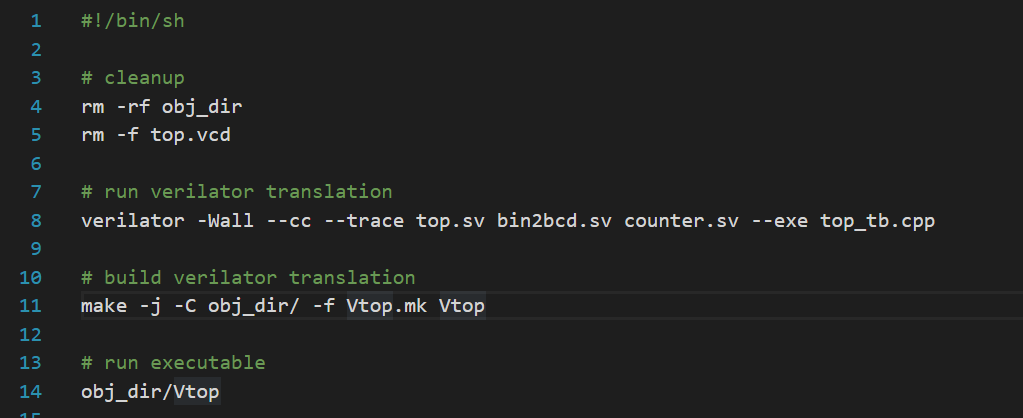 1 #!/bin/sh
2
3 # cleanup
4 rm -rf obj_dir
5 rm -f top.vcd
6
7 # run verilator translation
8 verilator -Wall --cc --trace top.sv bin2bcd.sv counter.sv --exe top_tb.cpp
9
10 # build verilator translation
11 make -j -C obj_dir/ -f Vtop.mk Vtop
12
13 # run executable
14 obj_dir/Vtop
15